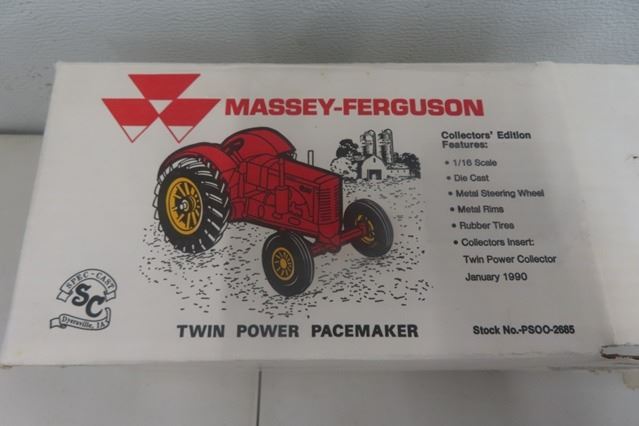 MASSEY-FERGUSON
Collectors' Edition
Features:
• 1/16 Scale
• Die Cast
• Metal Steering Wheel
• Metal Rims
• Rubber Tires
• Collectors Insert:
Twin Power Collector
January 1990
SPEC-CAST
SC
Dyersville, IA
TWIN POWER PACEMAKER
Stock No.-PSOO-2685